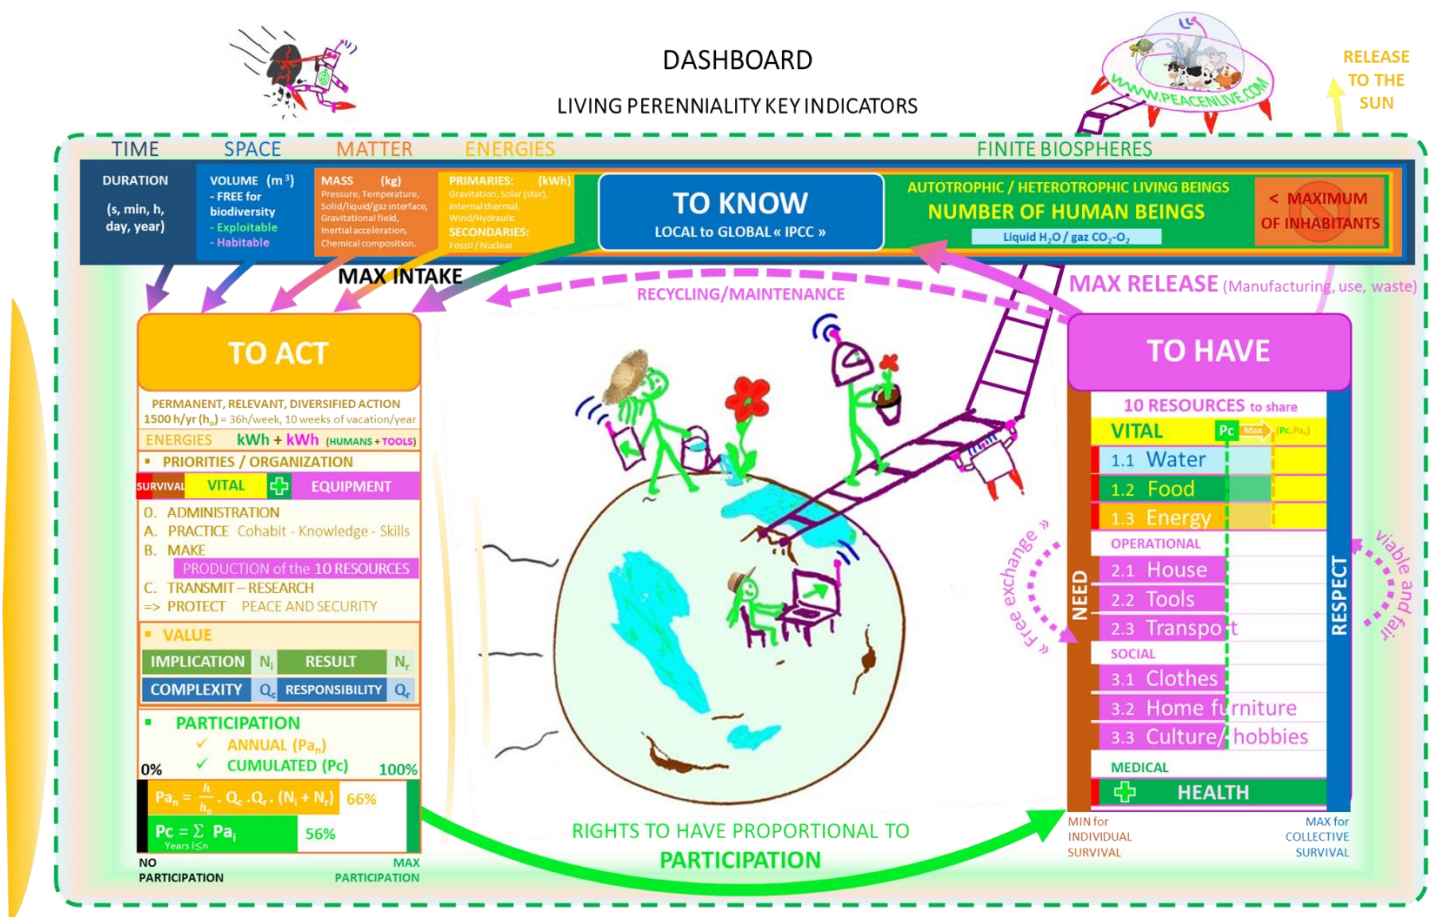 DASHBOARD
LIVING PERENNIALITY KEY INDICATORS
WWW.PEACENLIVE.COM
RELEASE
TO THE
SUN
TIME
SPACE
MATTER
ENERGIES
FINITE BIOSPHERES
DURATION
(s, min, h,
day, year)
VOLUME (m³)
- FREE for
biodiversity
- Exploitable
- Habitable
MASS (kg)
Pressure, Temperature,
Solid/liquid/gaz interface,
Gravitational field,
Inertial acceleration,
Chemical composition.
PRIMARIES: (kWh)
Gravitation, Solar (star),
Internal thermal,
Wind/Hydraulic
SECONDARIES:
Fossil / Nuclear
TO KNOW
LOCAL to GLOBAL « IPCC »
AUTOTROPHIC / HETEROTROPHIC LIVING BEINGS
NUMBER OF HUMAN BEINGS
Liquid H₂O / gaz CO₂-O₂
< MAXIMUM
OF INHABITANTS
MAX INTAKE
RECYCLING/MAINTENANCE
MAX RELEASE (Manufacturing, use, waste)
TO ACT
PERMANENT, RELEVANT, DIVERSIFIED ACTION
1500 h/yr (h₀) = 36h/week, 10 weeks of vacation/year
ENERGIES kWh + kWh (HUMANS + TOOLS)
▪ PRIORITIES / ORGANIZATION
SURVIVAL VITAL EQUIPMENT
0. ADMINISTRATION
A. PRACTICE Cohabit - Knowledge - Skills
B. MAKE
PRODUCTION of the 10 RESOURCES
C. TRANSMIT – RESEARCH
=> PROTECT PEACE AND SECURITY
▪ VALUE
IMPLICATION Nᵢ RESULT Nᵣ
COMPLEXITY Q꜀ RESPONSIBILITY Qᵣ
▪ PARTICIPATION
✓ ANNUAL (Paₙ)
✓ CUMULATED (Pc)
0% 100%
Paₙ = h/h₀ . Q꜀ .Qᵣ . (Nᵢ + Nᵣ) 66%
Pc = Σ Paᵢ 56%
Years i≤n
NO
PARTICIPATION
MAX
PARTICIPATION
RIGHTS TO HAVE PROPORTIONAL TO
PARTICIPATION
TO HAVE
10 RESOURCES to share
VITAL Pc Max (Pc, Paₙ)
1.1 Water
1.2 Food
1.3 Energy
OPERATIONAL
2.1 House
2.2 Tools
2.3 Transport
SOCIAL
3.1 Clothes
3.2 Home furniture
3.3 Culture/ hobbies
MEDICAL
HEALTH
NEED
RESPECT
« Free exchange »
« viable and fair »
MIN for
INDIVIDUAL
SURVIVAL
MAX for
COLLECTIVE
SURVIVAL